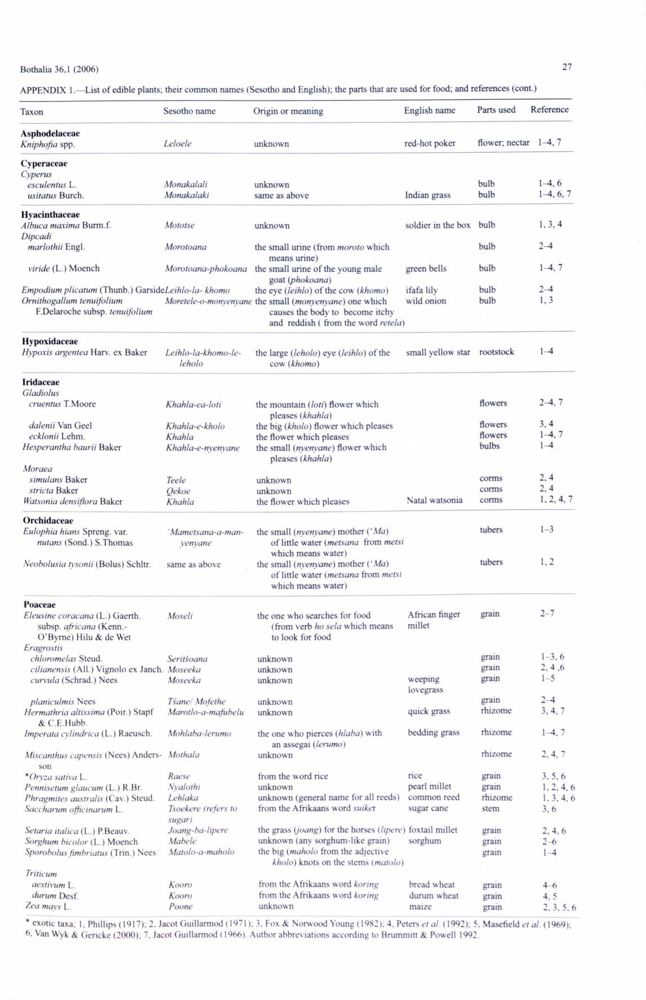 Bothalia 36,1 (2006) 27
APPENDIX 1.—List of edible plants; their common names (Sesotho and English); the parts that are used for food; and references (cont.)
Taxon Sesotho name Origin or meaning English name Parts used Reference
Asphodelaceae
Kniphofia spp. Leloele unknown red-hot poker flower; nectar 1–4, 7
Cyperaceae
Cyperus
esculentus L. Monakalali unknown bulb 1–4, 6
usitatus Burch. Monakalaki same as above Indian grass bulb 1–4, 6, 7
Hyacinthaceae
Albuca maxima Burm.f. Mototse unknown soldier in the box bulb 1, 3, 4
Dipcadi
marlothii Engl. Morotoana the small urine (from moroto which bulb 2–4
means urine)
viride (L.) Moench Morotoana-phokoana the small urine of the young male green bells bulb 1–4, 7
goat (phokoana)
Empodium plicatum (Thunb.) Garside Leihlo-la- khomo the eye (leihlo) of the cow (khomo) ifafa lily bulb 2–4
Ornithogallum tenuifolium Moretele-o-monyenyane the small (monyenyane) one which wild onion bulb 1, 3
F.Delaroche subsp. tenuifolium causes the body to become itchy
and reddish ( from the word retela)
Hypoxidaceae
Hypoxis argentea Harv. ex Baker Leihlo-la-khomo-le- the large (leholo) eye (leihlo) of the small yellow star rootstock 1–4
leholo cow (khomo)
Iridaceae
Gladiolus
cruentus T.Moore Khahla-ea-loti the mountain (loti) flower which flowers 2–4, 7
pleases (khahla)
dalenii Van Geel Khahla-e-kholo the big (kholo) flower which pleases flowers 3, 4
ecklonii Lehm. Khahla the flower which pleases flowers 1–4, 7
Hesperantha baurii Baker Khahla-e-nyenyane the small (nyenyane) flower which bulbs 1–4
pleases (khahla)
Moraea
simulans Baker Teele unknown corms 2, 4
stricta Baker Qekoe unknown corms 2, 4
Watsonia densiflora Baker Khahla the flower which pleases Natal watsonia corms 1, 2, 4, 7
Orchidaceae
Eulophia hians Spreng. var. 'Mametsana-a-man- the small (nyenyane) mother ('Ma) tubers 1–3
nutans (Sond.) S.Thomas yenyane of little water (metsana from metsi
which means water)
Neobolusia tysonii (Bolus) Schltr. same as above the small (nyenyane) mother ('Ma) tubers 1, 2
of little water (metsana from metsi
which means water)
Poaceae
Eleusine coracana (L.) Gaerth. Moseli the one who searches for food African finger grain 2–7
subsp. africana (Kenn.- (from verb ho sela which means millet
O'Byrne) Hilu & de Wet to look for food
Eragrostis
chloromelas Steud. Seritšoana unknown grain 1–3, 6
cilianensis (All.) Vignolo ex Janch. Moseeka unknown grain 2, 4 ,6
curvula (Schrad.) Nees Moseeka unknown weeping grain 1–5
lovegrass
planiculmis Nees Tšane/ Mofethe unknown grain 2–4
Hermathria altissima (Poir.) Stapf Marotlo-a-mafubelu unknown quick grass rhizome 3, 4, 7
& C.E.Hubb.
Imperata cylindrica (L.) Raeusch. Mohlaba-lerumo the one who pierces (hlaba) with bedding grass rhizome 1–4, 7
an assegai (lerumo)
Miscanthus capensis (Nees) Anders- Mothala unknown rhizome 2, 4, 7
son
*Oryza sativa L. Raese from the word rice rice grain 3, 5, 6
Pennisetum glaucum (L.) R.Br. Nyalothi unknown pearl millet grain 1, 2, 4, 6
Phragmites australis (Cav.) Steud. Lehlaka unknown (general name for all reeds) common reed rhizome 1, 3, 4, 6
Saccharum officinarum L. Tsoekere (refers to from the Afrikaans word suiker sugar cane stem 3, 6
sugar)
Setaria italica (L.) P.Beauv. Joang-ba-lipere the grass (joang) for the horses (lipere) foxtail millet grain 2, 4, 6
Sorghum bicolor (L.) Moench Mabele unknown (any sorghum-like grain) sorghum grain 2–6
Sporobolus fimbriatus (Trin.) Nees Matolo-a-maholo the big (maholo from the adjective grain 1–4
kholo) knots on the stems (matolo)
Triticum
aestivum L. Kooro from the Afrikaans word koring bread wheat grain 4–6
durum Desf. Kooro from the Afrikaans word koring durum wheat grain 4, 5
Zea mays L. Poone unknown maize grain 2, 3, 5, 6
* exotic taxa; 1, Phillips (1917); 2, Jacot Guillarmod (1971); 3, Fox & Norwood Young (1982); 4, Peters et al. (1992); 5, Masefield et al. (1969);
6, Van Wyk & Gericke (2000); 7, Jacot Guillarmod (1966). Author abbreviations according to Brummitt & Powell 1992.